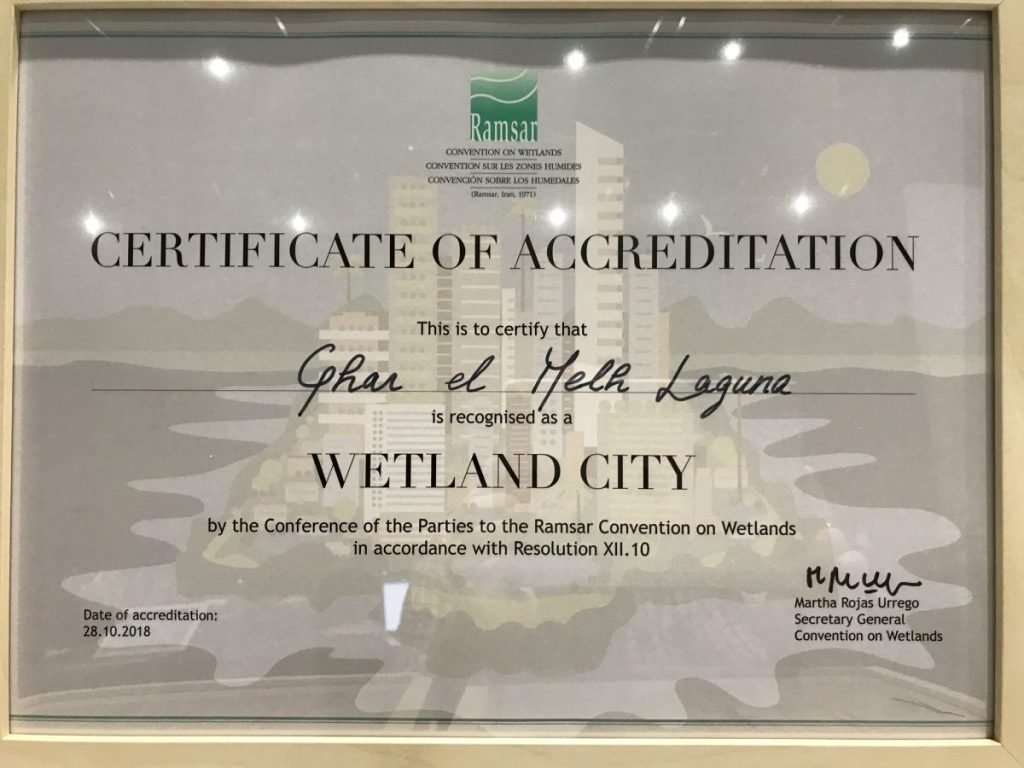 Ramsar
CONVENTION ON WETLANDS
CONVENTION SUR LES ZONES HUMIDES
CONVENCIÓN SOBRE LOS HUMEDALES
(Ramsar, Iran, 1971)
CERTIFICATE OF ACCREDITATION
This is to certify that
Ghar el Melh Laguna
is recognised as a
WETLAND CITY
by the Conference of the Parties to the Ramsar Convention on Wetlands
in accordance with Resolution XII.10
Date of accreditation:
28.10.2018
Martha Rojas Urrego
Secretary General
Convention on Wetlands